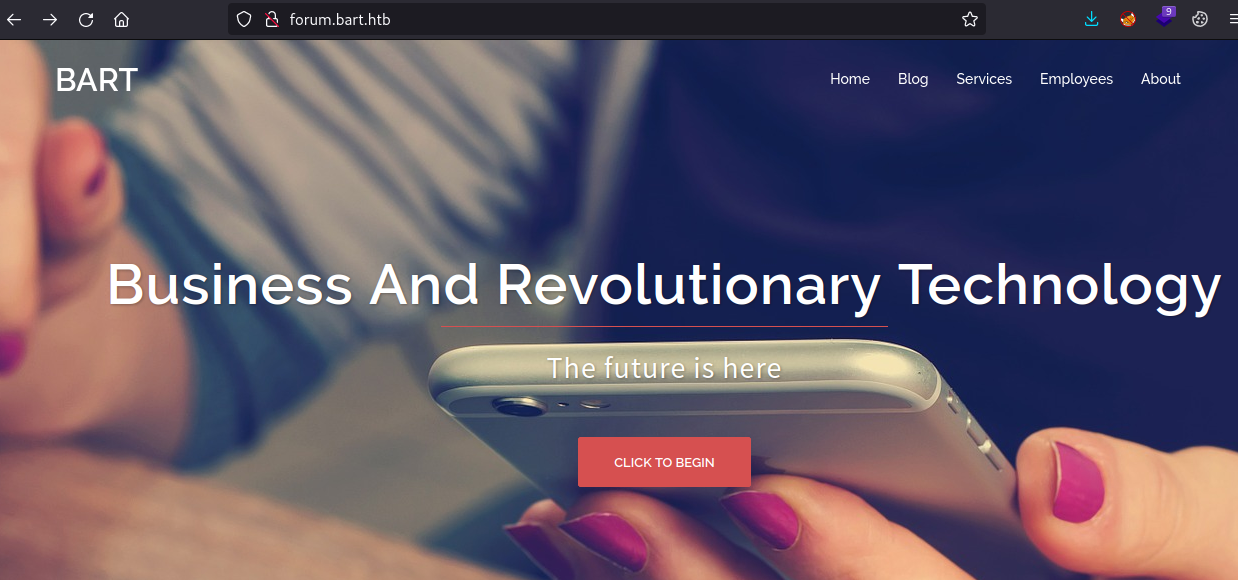 9
forum.bart.htb
BART
Home Blog Services Employees About
Business And Revolutionary Technology
The future is here
CLICK TO BEGIN